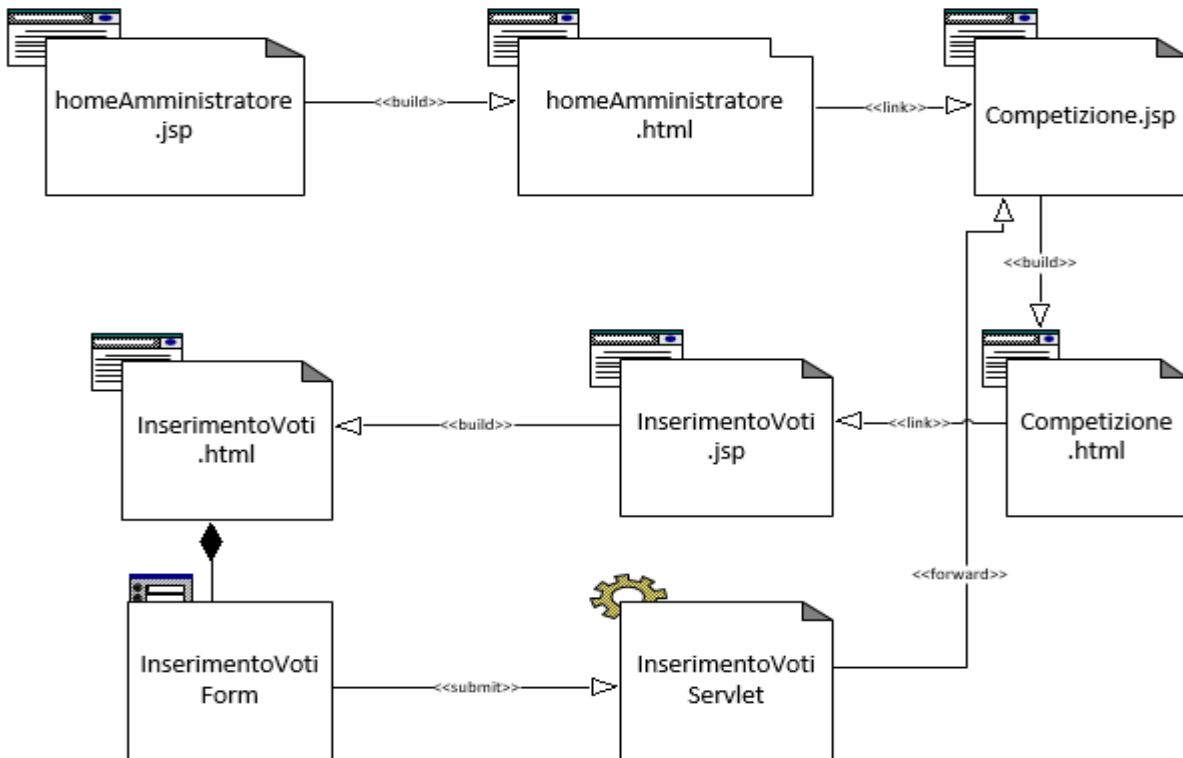 homeAmministratore
.jsp
<<build>>
homeAmministratore
.html
<<link>>
Competizione.jsp
<<build>>
InserimentoVoti
.html
<<build>>
InserimentoVoti
.jsp
<<link>>
Competizione
.html
<<forward>>
InserimentoVoti
Form
<<submit>>
InserimentoVoti
Servlet